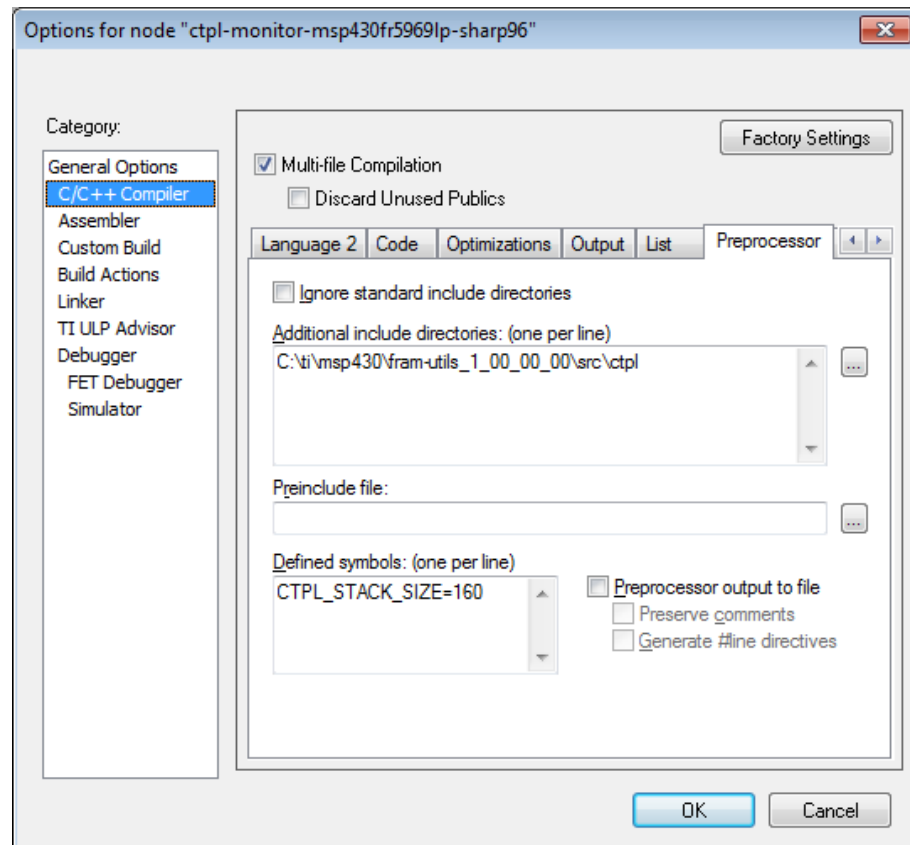 Options for node "ctpl-monitor-msp430fr5969lp-sharp96"
Category:
General Options
C/C++ Compiler
Assembler
Custom Build
Build Actions
Linker
TI ULP Advisor
Debugger
FET Debugger
Simulator
Factory Settings
Multi-file Compilation
Discard Unused Publics
Language 2 Code Optimizations Output List Preprocessor
Ignore standard include directories
Additional include directories: (one per line)
C:\ti\msp430\fram-utils_1_00_00_00\src\ctpl
...
Preinclude file:
...
Defined symbols: (one per line)
CTPL_STACK_SIZE=160
Preprocessor output to file
Preserve comments
Generate #line directives
OK Cancel